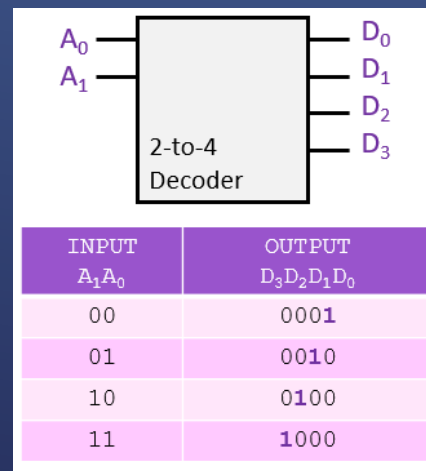 A₀ D₀
A₁ D₁
D₂
D₃
2-to-4
Decoder
INPUT OUTPUT
A₁A₀ D₃D₂D₁D₀
00 0001
01 0010
10 0100
11 1000